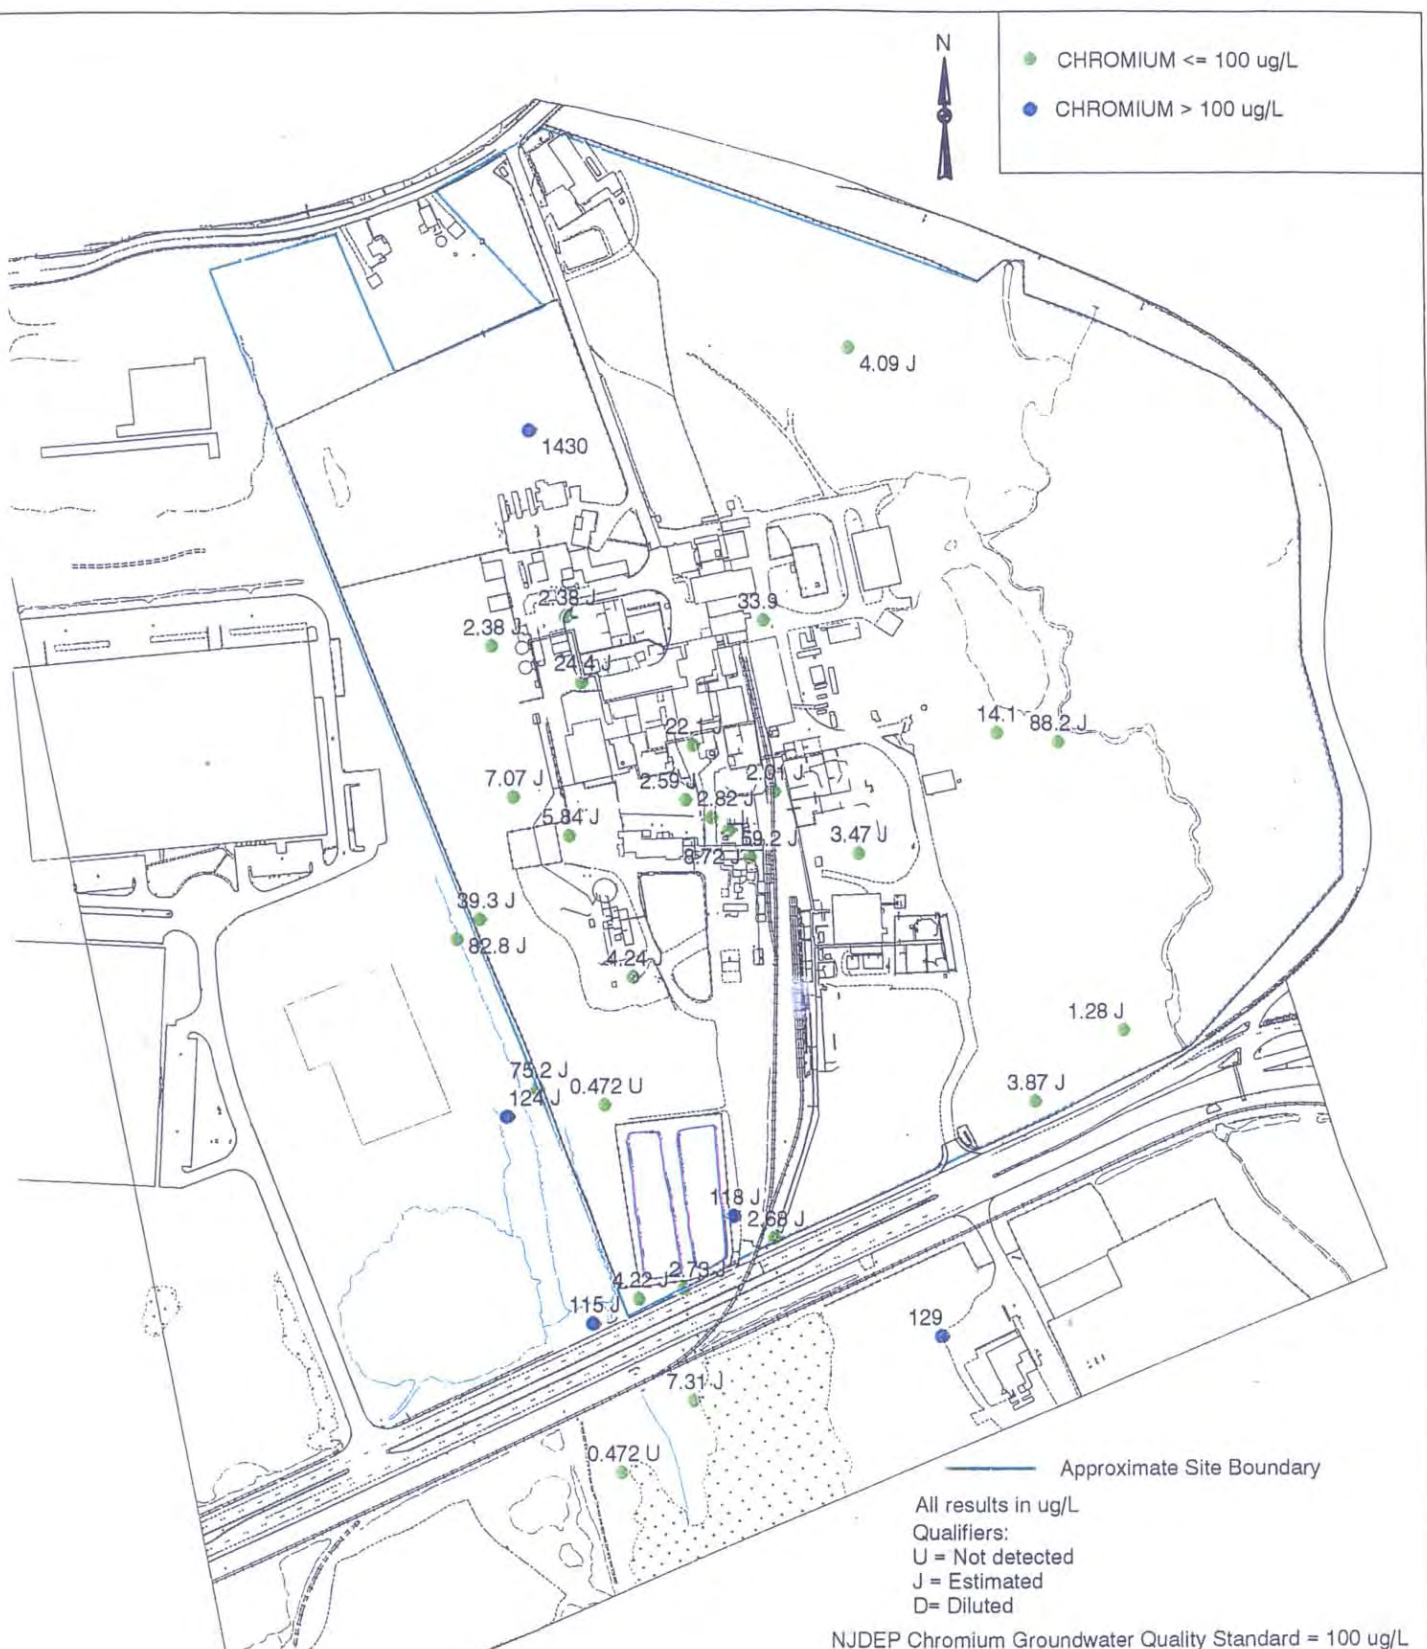 N
CHROMIUM <= 100 ug/L
CHROMIUM > 100 ug/L
4.09 J
1430
2.38 J
33.9
2.38 J
24.4 J
14.1
88.2 J
22.1 J
7.07 J
2.59 J
2.01 J
2.82 J
5.84 J
59.2 J
3.47 J
8.72 J
39.3 J
82.8 J
4.24 J
1.28 J
75.2 J
0.472 U
3.87 J
124 J
118 J
2.68 J
4.22 J
2.73 J
115 J
129
7.31 J
0.472 U
Approximate Site Boundary
All results in ug/L
Qualifiers:
U = Not detected
J = Estimated
D= Diluted
NJDEP Chromium Groundwater Quality Standard = 100 ug/L